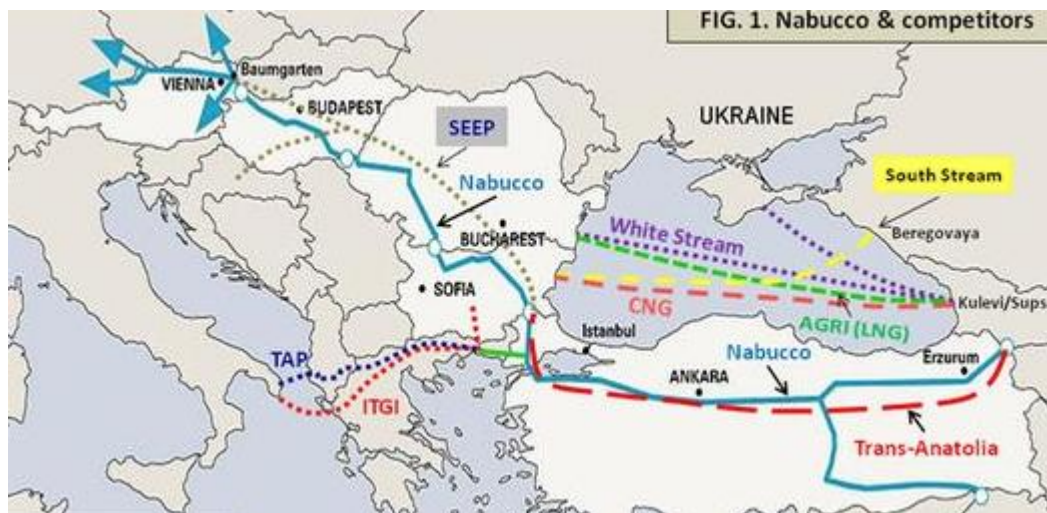 FIG. 1. Nabucco & competitors
Baumgarten
VIENNA
BUDAPEST
UKRAINE
SEEP
South Stream
Nabucco
Beregovaya
White Stream
BUCHAREST
SOFIA
CNG
Kulevi/Sups
AGRI (LNG)
TAP
Istanbul
Nabucco
Erzurum
ANKARA
ITGI
Trans-Anatolia